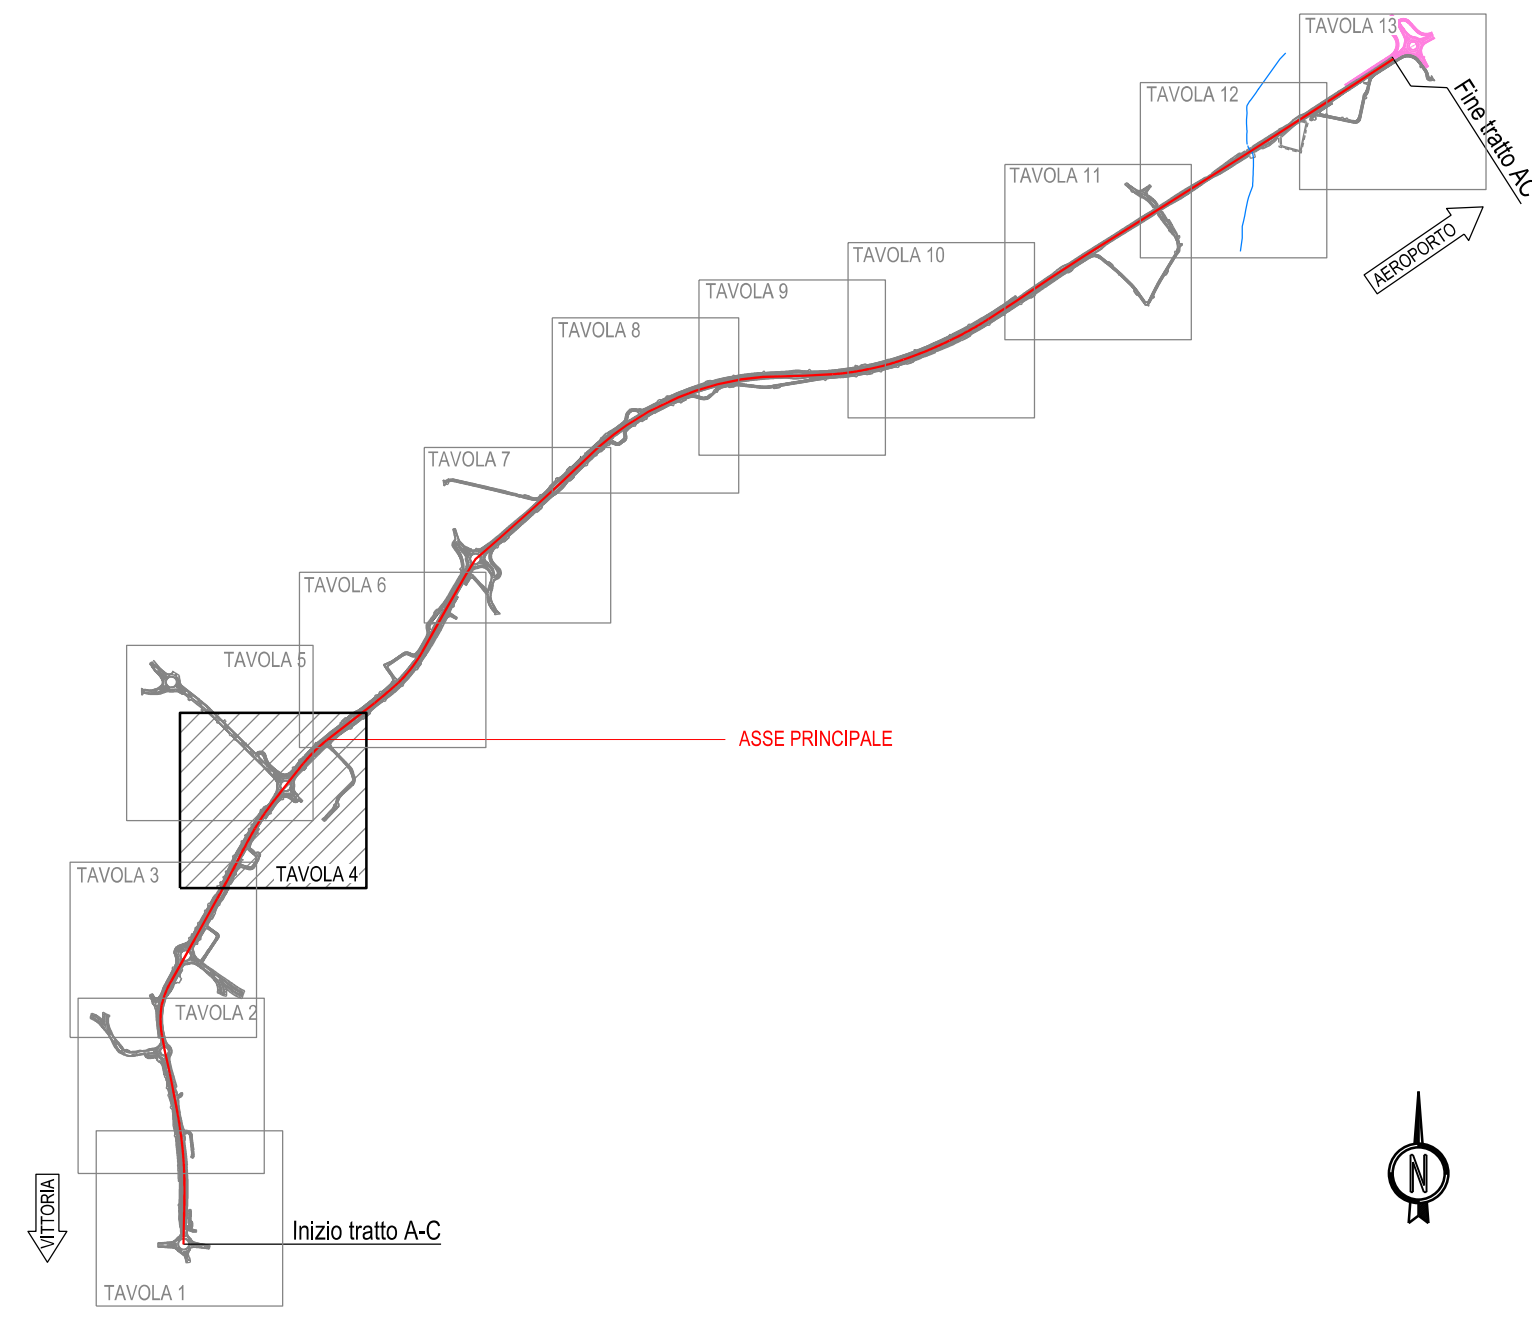 TAVOLA 13
Fine tratto AC
TAVOLA 12
TAVOLA 11
AEROPORTO
TAVOLA 10
TAVOLA 9
TAVOLA 8
TAVOLA 7
TAVOLA 6
TAVOLA 5
ASSE PRINCIPALE
TAVOLA 4
TAVOLA 3
TAVOLA 2
N
VITTORIA
Inizio tratto A-C
TAVOLA 1